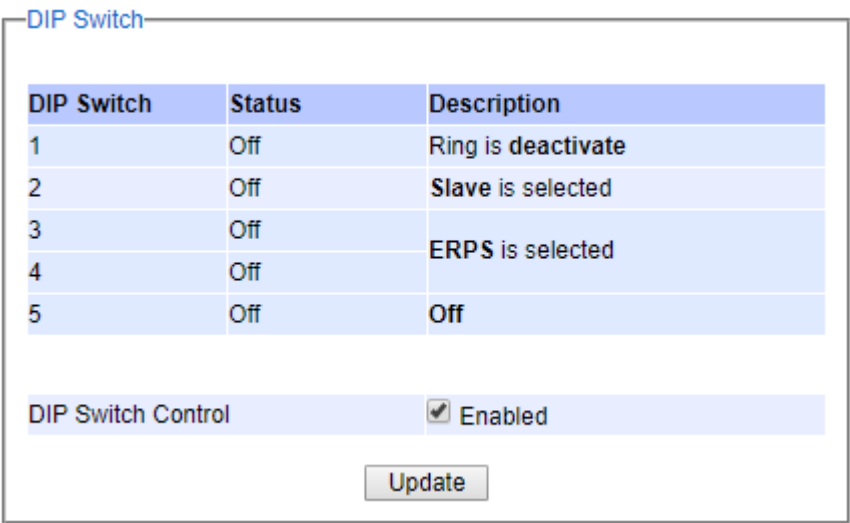 DIP Switch
DIP Switch Status Description
1 Off Ring is deactivate
2 Off Slave is selected
3 Off
ERPS is selected
4 Off
5 Off Off
DIP Switch Control Enabled
Update